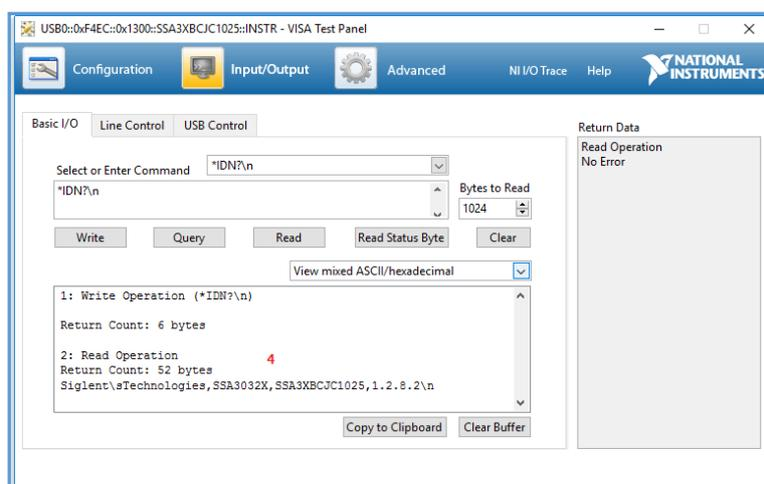 USB0::0xF4EC::0x1300::SSA3XBCJC1025::INSTR - VISA Test Panel
Configuration Input/Output Advanced NI I/O Trace Help NATIONAL INSTRUMENTS
Basic I/O Line Control USB Control
Select or Enter Command *IDN?\n
*IDN?\n
Bytes to Read
1024
Write Query Read Read Status Byte Clear
View mixed ASCII/hexadecimal
1: Write Operation (*IDN?\n)
Return Count: 6 bytes
2: Read Operation
4
Return Count: 52 bytes
Siglent\sTechnologies,SSA3032X,SSA3XBCJC1025,1.2.8.2\n
Copy to Clipboard Clear Buffer
Return Data
Read Operation
No Error